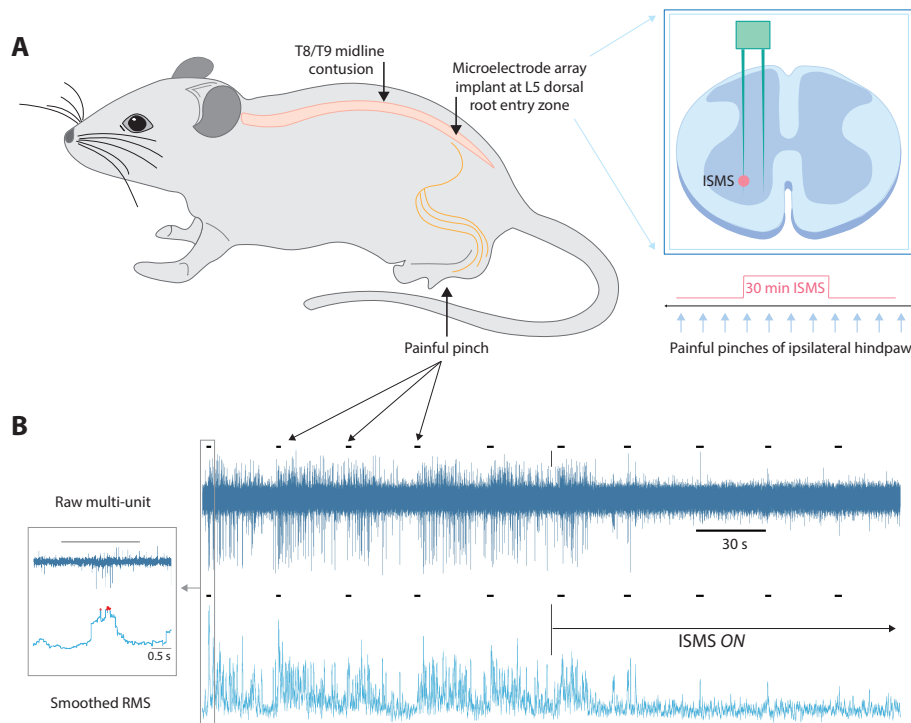 A
T8/T9 midline
contusion
Microelectrode array
implant at L5 dorsal
root entry zone
ISMS
30 min ISMS
Painful pinches of ipsilateral hindpaw
Painful pinch
B
Raw multi-unit
30 s
ISMS ON
0.5 s
Smoothed RMS